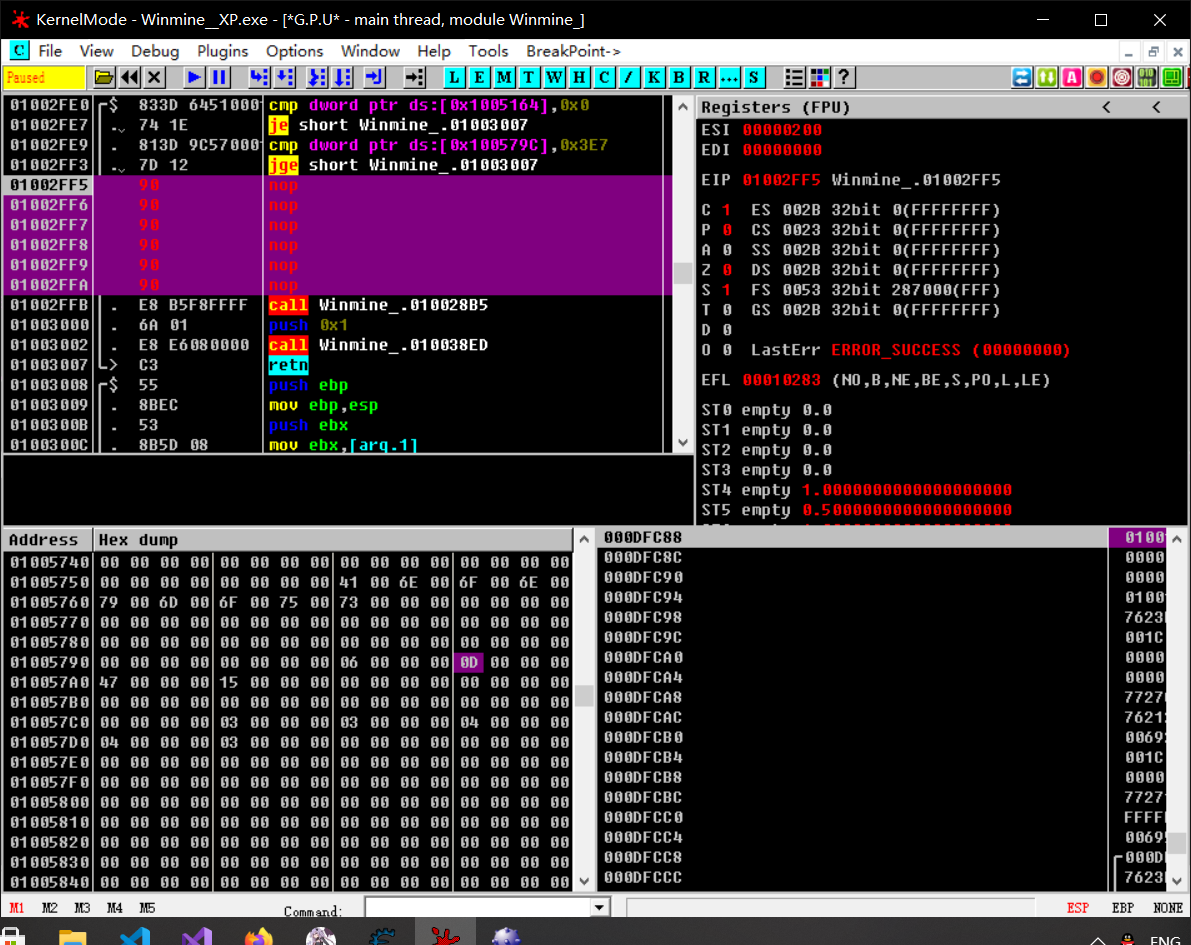 KernelMode - Winmine__XP.exe - [*G.P.U* - main thread, module Winmine_]
C File View Debug Plugins Options Window Help Tools BreakPoint->
Paused L E M T W H C / K B R ... S ?
01002FE0 $ 833D 6451000 cmp dword ptr ds:[0x1005164],0x0
01002FE7 . 74 1E je short Winmine_.01003007
01002FE9 . 813D 9C57000 cmp dword ptr ds:[0x100579C],0x3E7
01002FF3 . 7D 12 jge short Winmine_.01003007
01002FF5 90 nop
01002FF6 90 nop
01002FF7 90 nop
01002FF8 90 nop
01002FF9 90 nop
01002FFA 90 nop
01002FFB . E8 B5F8FFFF call Winmine_.010028B5
01003000 . 6A 01 push 0x1
01003002 . E8 E6080000 call Winmine_.010038ED
01003007 > C3 retn
01003008 $ 55 push ebp
01003009 . 8BEC mov ebp,esp
0100300B . 53 push ebx
0100300C . 8B5D 08 mov ebx,[arg.1]
Registers (FPU) < <
ESI 00000200
EDI 00000000
EIP 01002FF5 Winmine_.01002FF5
C 1 ES 002B 32bit 0(FFFFFFFF)
P 0 CS 0023 32bit 0(FFFFFFFF)
A 0 SS 002B 32bit 0(FFFFFFFF)
Z 0 DS 002B 32bit 0(FFFFFFFF)
S 1 FS 0053 32bit 287000(FFF)
T 0 GS 002B 32bit 0(FFFFFFFF)
D 0
O 0 LastErr ERROR_SUCCESS (00000000)
EFL 00010283 (NO,B,NE,BE,S,PO,L,LE)
ST0 empty 0.0
ST1 empty 0.0
ST2 empty 0.0
ST3 empty 0.0
ST4 empty 1.0000000000000000000
ST5 empty 0.5000000000000000000
Address Hex dump
01005740 00 00 00 00 00 00 00 00 00 00 00 00 00 00 00 00
01005750 00 00 00 00 00 00 00 00 41 00 6E 00 6F 00 6E 00
01005760 79 00 6D 00 6F 00 75 00 73 00 00 00 00 00 00 00
01005770 00 00 00 00 00 00 00 00 00 00 00 00 00 00 00 00
01005780 00 00 00 00 00 00 00 00 00 00 00 00 00 00 00 00
01005790 00 00 00 00 00 00 00 00 06 00 00 00 0D 00 00 00
010057A0 47 00 00 00 15 00 00 00 00 00 00 00 00 00 00 00
010057B0 00 00 00 00 00 00 00 00 00 00 00 00 00 00 00 00
010057C0 00 00 00 00 03 00 00 00 03 00 00 00 04 00 00 00
010057D0 04 00 00 00 03 00 00 00 00 00 00 00 00 00 00 00
010057E0 00 00 00 00 00 00 00 00 00 00 00 00 00 00 00 00
010057F0 00 00 00 00 00 00 00 00 00 00 00 00 00 00 00 00
01005800 00 00 00 00 00 00 00 00 00 00 00 00 00 00 00 00
01005810 00 00 00 00 00 00 00 00 00 00 00 00 00 00 00 00
01005820 00 00 00 00 00 00 00 00 00 00 00 00 00 00 00 00
01005830 00 00 00 00 00 00 00 00 00 00 00 00 00 00 00 00
01005840 00 00 00 00 00 00 00 00 00 00 00 00 00 00 00 00
000DFC88 0100
000DFC8C 0000
000DFC90 0000
000DFC94 0100
000DFC98 7623
000DFC9C 001C
000DFCA0 0000
000DFCA4 0000
000DFCA8 7727
000DFCAC 7621
000DFCB0 0069
000DFCB4 001C
000DFCB8 0000
000DFCBC 7727
000DFCC0 FFFF
000DFCC4 0069
000DFCC8 000D
000DFCCC 7623
M1 M2 M3 M4 M5 Command: ESP EBP NONE
ENG